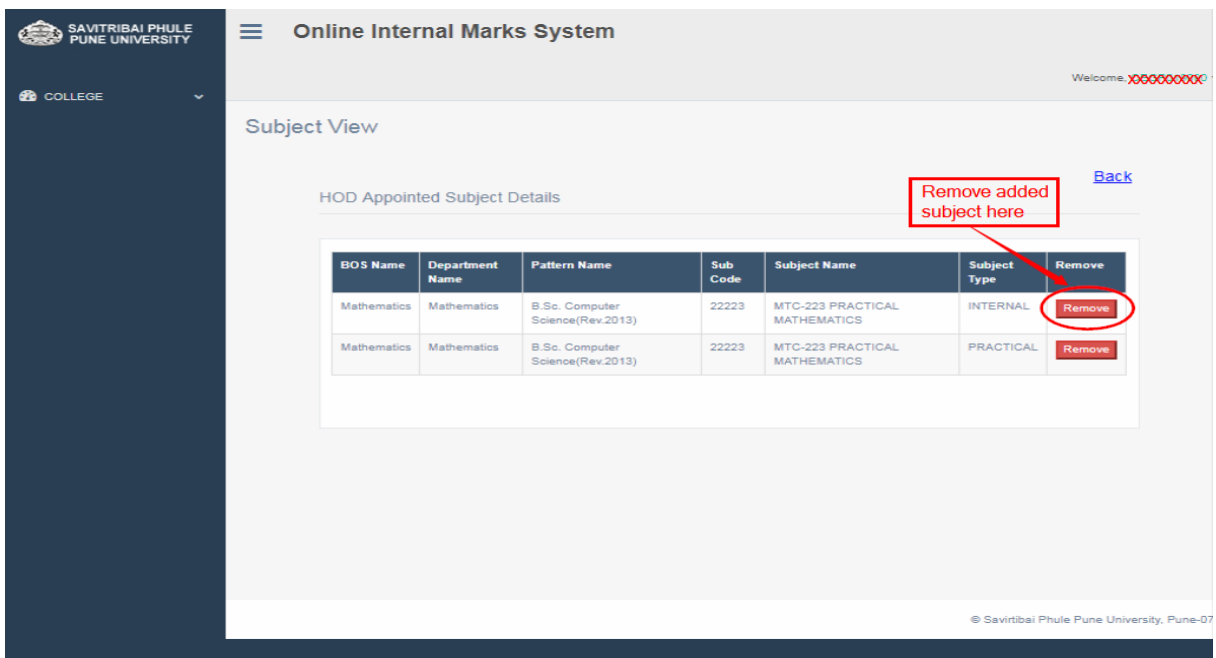 SAVITRIBAI PHULE
PUNE UNIVERSITY
Online Internal Marks System
Welcome,
COLLEGE
Subject View
Back
HOD Appointed Subject Details
Remove added
subject here
BOS Name Department Name Pattern Name Sub Code Subject Name Subject Type Remove
Mathematics Mathematics B.Sc. Computer 22223 MTC-223 PRACTICAL INTERNAL Remove
Science(Rev.2013) MATHEMATICS
Mathematics Mathematics B.Sc. Computer 22223 MTC-223 PRACTICAL PRACTICAL Remove
Science(Rev.2013) MATHEMATICS
© Savirtibai Phule Pune University, Pune-07